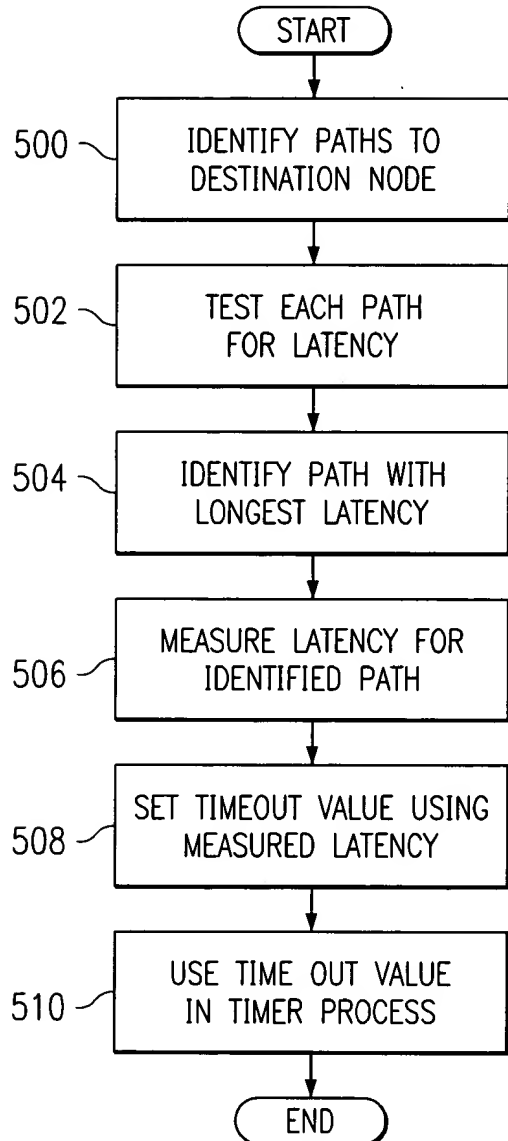 START
500
IDENTIFY PATHS TO
DESTINATION NODE
502
TEST EACH PATH
FOR LATENCY
504
IDENTIFY PATH WITH
LONGEST LATENCY
506
MEASURE LATENCY FOR
IDENTIFIED PATH
508
SET TIMEOUT VALUE USING
MEASURED LATENCY
510
USE TIME OUT VALUE
IN TIMER PROCESS
END